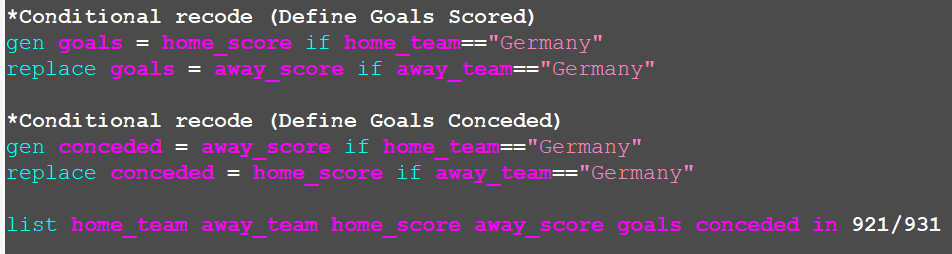 *Conditional recode (Define Goals Scored)
gen goals = home_score if home_team=="Germany"
replace goals = away_score if away_team=="Germany"
*Conditional recode (Define Goals Conceded)
gen conceded = away_score if home_team=="Germany"
replace conceded = home_score if away_team=="Germany"
list home_team away_team home_score away_score goals conceded in 921/931